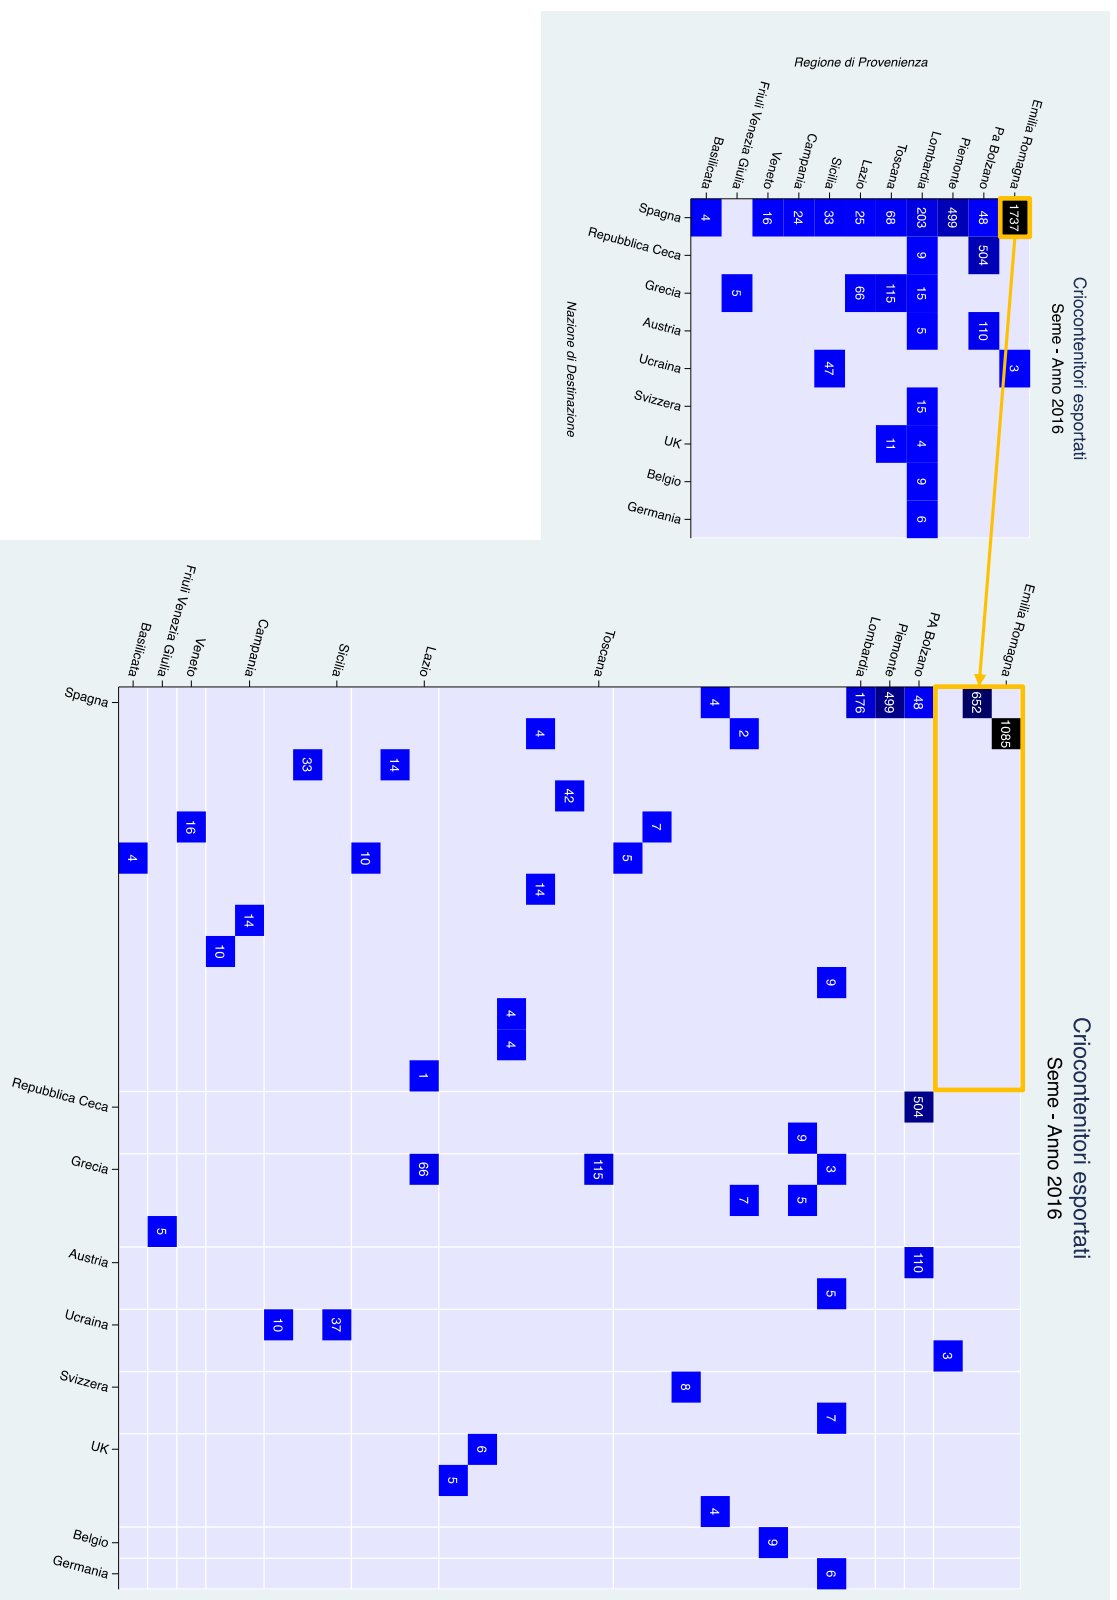 Criocontenitori esportati
Seme - Anno 2016
Regione di Provenienza
Emilia Romagna 1737 3
Pa Bolzano 48 504 110
Piemonte 499
Lombardia 203 9 15 5 15 4 9 6
Toscana 68 115 11
Lazio 25 66
Sicilia 33 47
Campania 24
Veneto 16
Friuli Venezia Giulia 5
Basilicata 4
Spagna
Repubblica Ceca
Grecia
Austria
Ucraina
Svizzera
UK
Belgio
Germania
Nazione di Destinazione
Criocontenitori esportati
Seme - Anno 2016
Emilia Romagna 1085
652
3
PA Bolzano 48 504 110
Piemonte 499
Lombardia 176
9 3 5 7 6
9 5
9
2 7
4 4
8
7
5
Toscana 115
42
4 14
4 4
6
5
Lazio 1 66
14
10
Sicilia 37
33
10
Campania 14
10
Veneto 16
Friuli Venezia Giulia 5
Basilicata 4
Spagna
Repubblica Ceca
Grecia
Austria
Ucraina
Svizzera
UK
Belgio
Germania